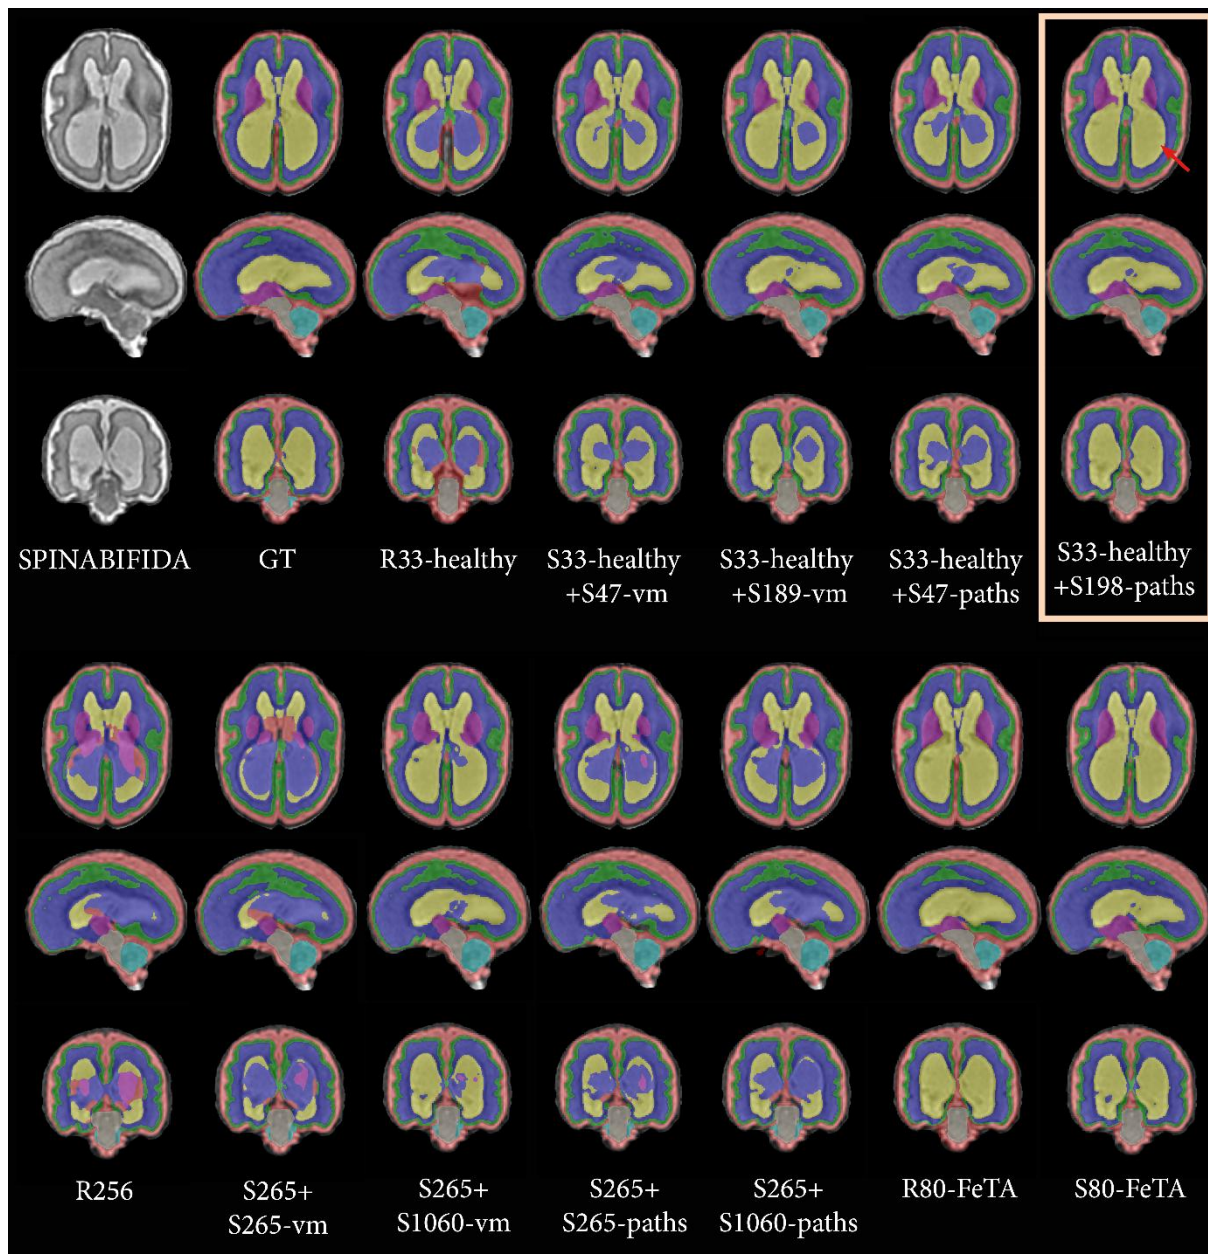 SPINABIFIDA
GT
R33-healthy
S33-healthy
+S47-vm
S33-healthy
+S189-vm
S33-healthy
+S47-paths
S33-healthy
+S198-paths
R256
S265+
S265-vm
S265+
S1060-vm
S265+
S265-paths
S265+
S1060-paths
R80-FeTA
S80-FeTA